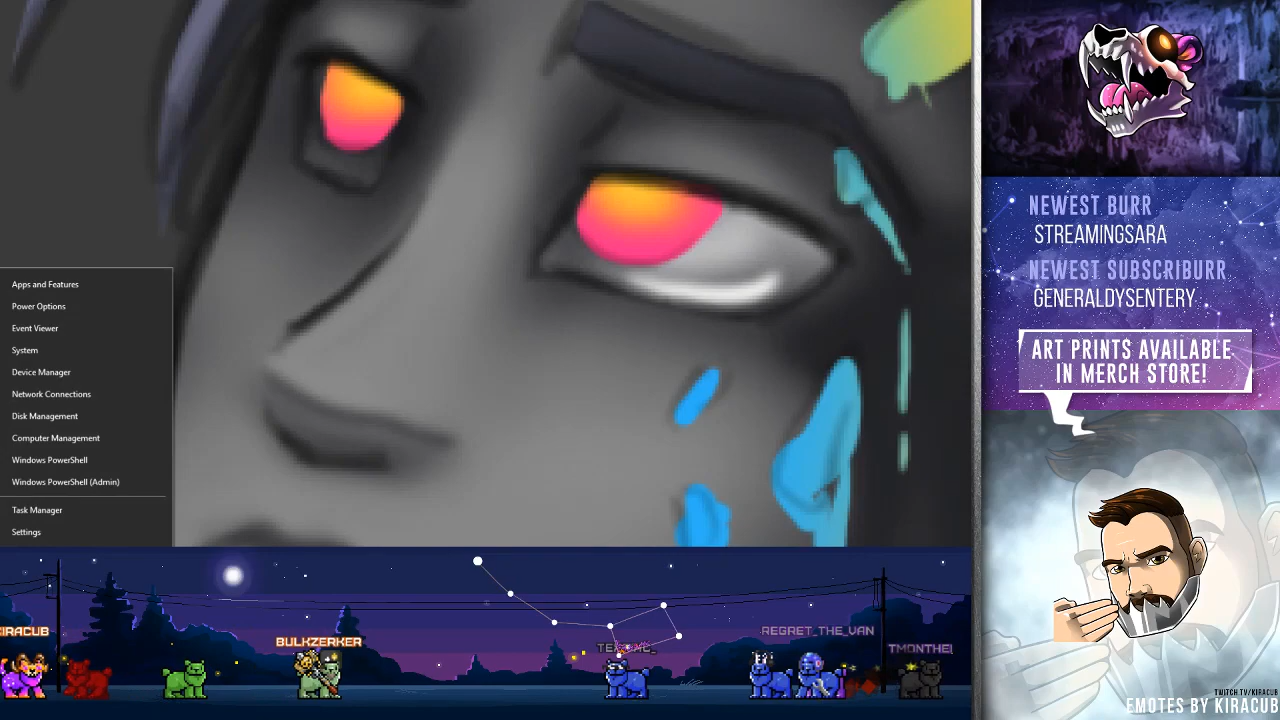 Apps and Features
Power Options
Event Viewer
System
Device Manager
Network Connections
Disk Management
Computer Management
Windows PowerShell
Windows PowerShell (Admin)
Task Manager
Settings
NEWEST BURR
STREAMINGSARA
NEWEST SUBSCRIBURR
GENERALDYSENTERY
ART PRINTS AVAILABLE
IN MERCH STORE!
KIRACUB
BULKZERKER
REGRET_THE_VAN
TMONTHEI
TWITCH.TV/KIRACUB
EMOTES BY KIRACUB